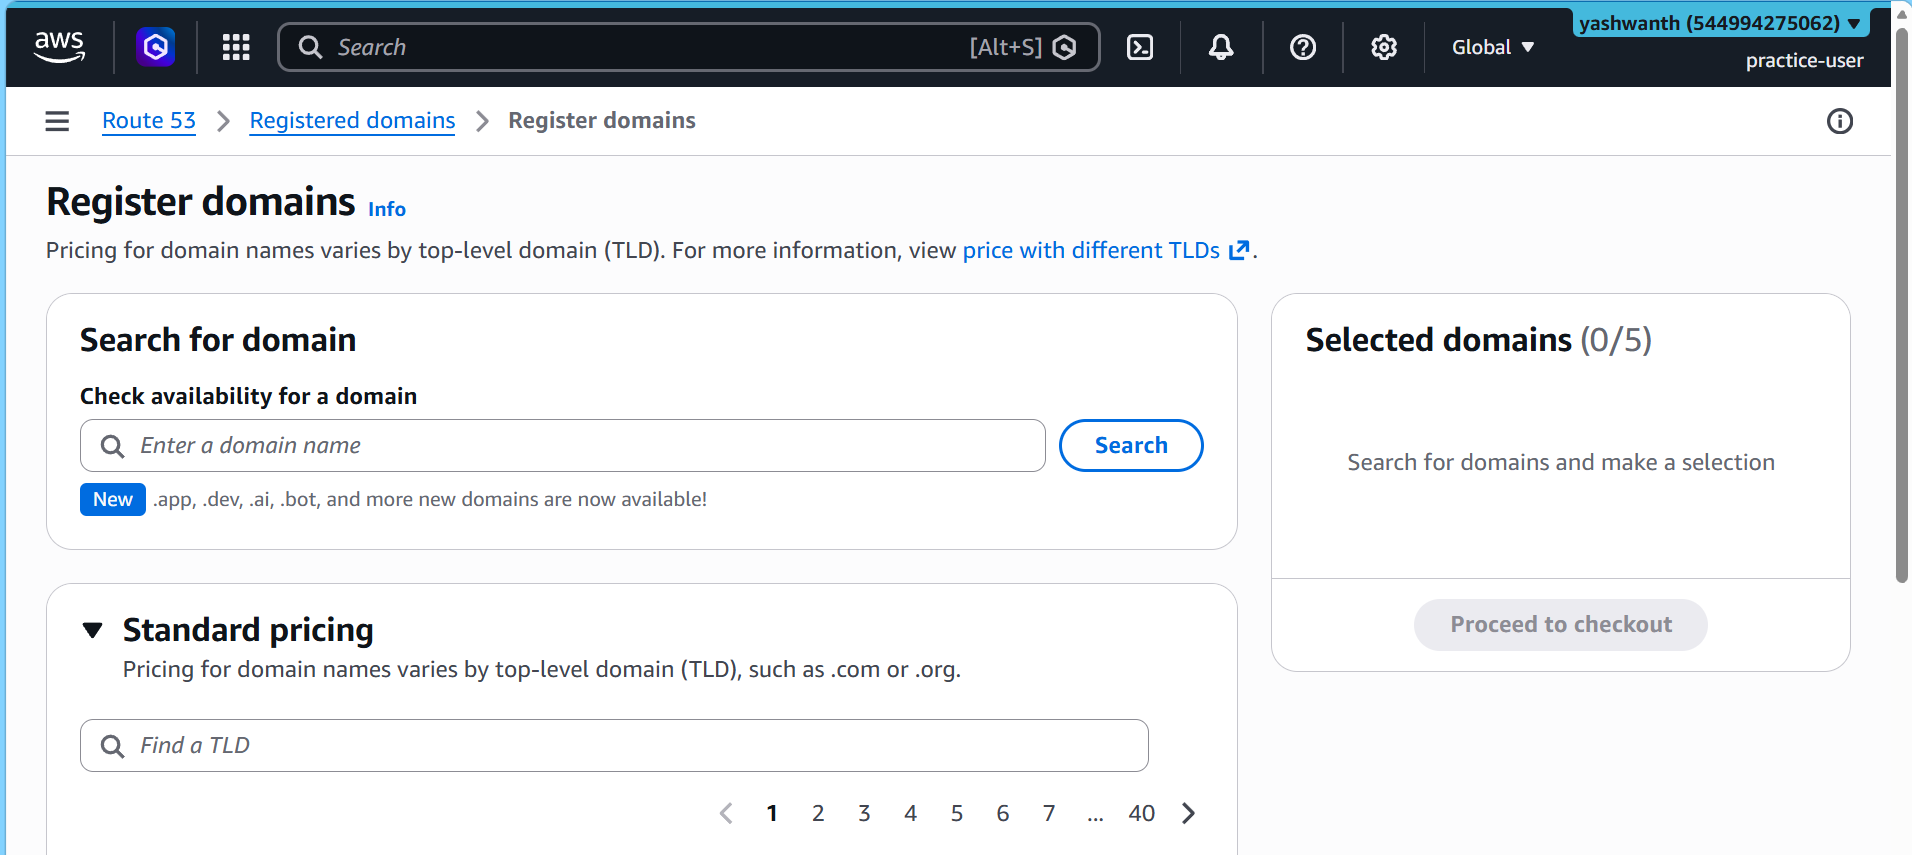 aws
Search [Alt+S]
Global
yashwanth (544994275062)
practice-user
Route 53 Registered domains Register domains
Register domains Info
Pricing for domain names varies by top-level domain (TLD). For more information, view price with different TLDs.
Search for domain
Check availability for a domain
Enter a domain name
Search
New .app, .dev, .ai, .bot, and more new domains are now available!
Selected domains (0/5)
Search for domains and make a selection
Proceed to checkout
Standard pricing
Pricing for domain names varies by top-level domain (TLD), such as .com or .org.
Find a TLD
1 2 3 4 5 6 7 ... 40